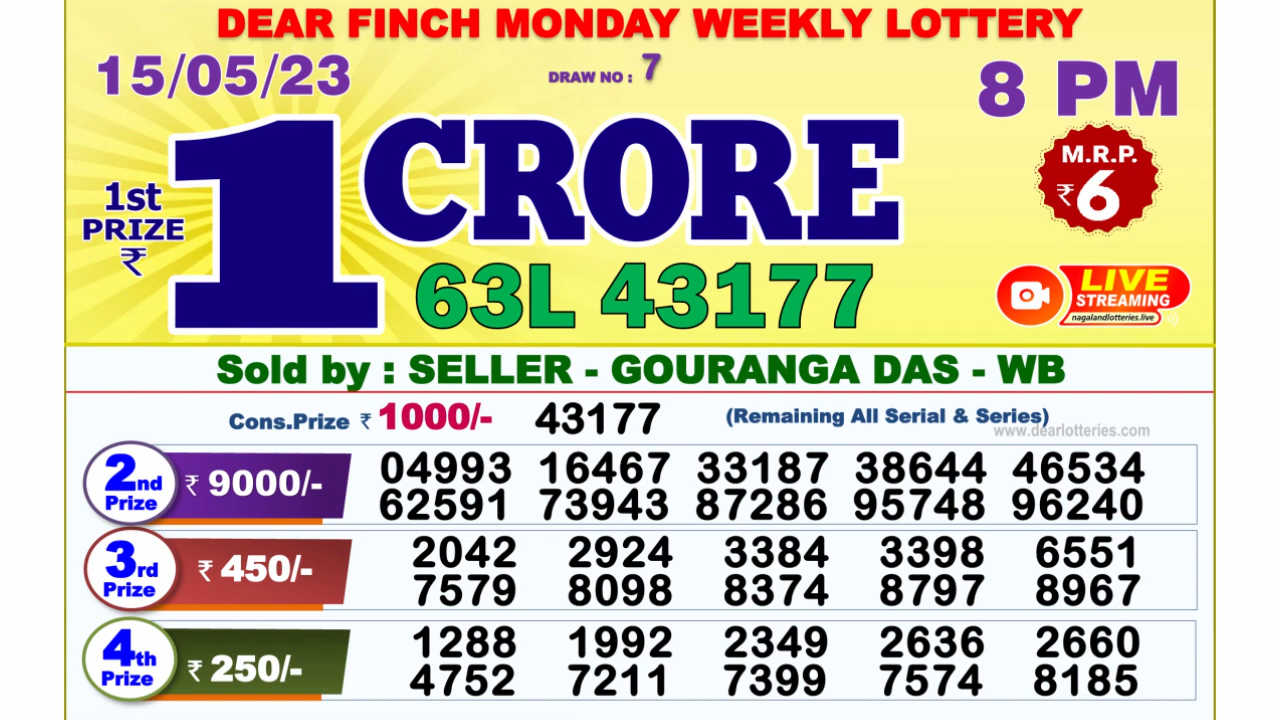 DEAR FINCH MONDAY WEEKLY LOTTERY
15/05/23
DRAW NO : 7
8 PM
1st
PRIZE
₹
1 CRORE
M.R.P.
₹ 6
63L 43177
LIVE
STREAMING
nagalandlotteries.live
Sold by : SELLER - GOURANGA DAS - WB
Cons.Prize ₹ 1000/- 43177 (Remaining All Serial & Series)
www.dearlotteries.com
2nd Prize ₹ 9000/-
04993 16467 33187 38644 46534
62591 73943 87286 95748 96240
3rd Prize ₹ 450/-
2042 2924 3384 3398 6551
7579 8098 8374 8797 8967
4th Prize ₹ 250/-
1288 1992 2349 2636 2660
4752 7211 7399 7574 8185